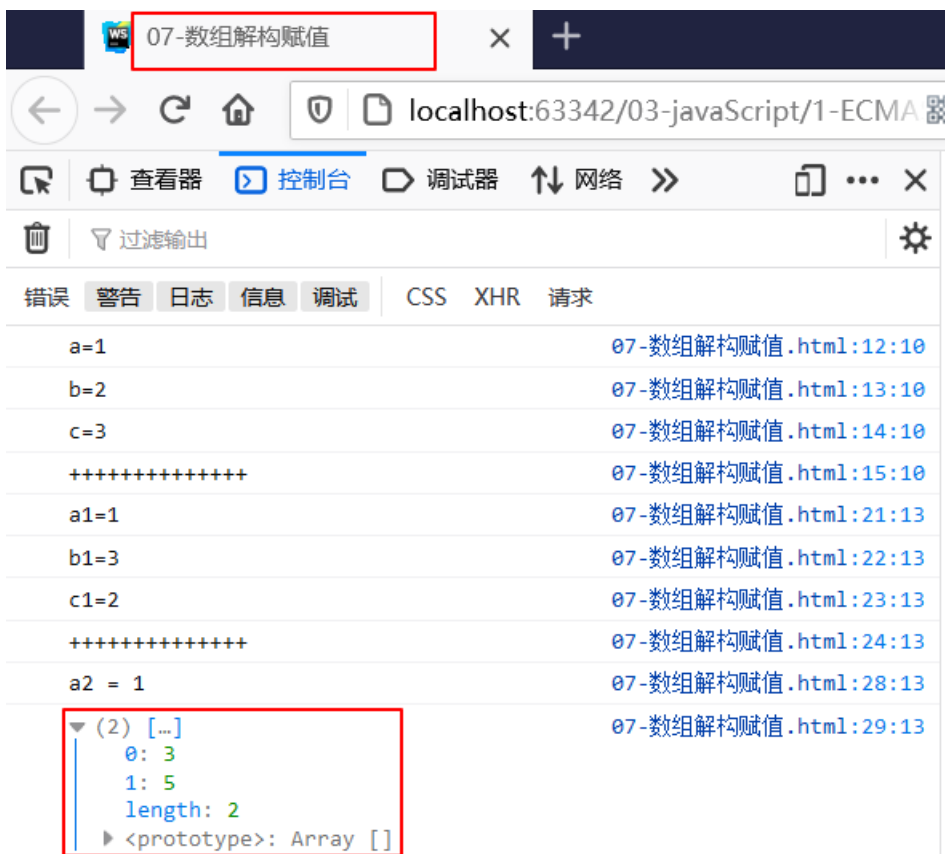 WS 07-数组解构赋值
localhost:63342/03-javaScript/1-ECMA
查看器 控制台 调试器 网络
过滤输出
错误 警告 日志 信息 调试 CSS XHR 请求
a=1 07-数组解构赋值.html:12:10
b=2 07-数组解构赋值.html:13:10
c=3 07-数组解构赋值.html:14:10
++++++++++++++ 07-数组解构赋值.html:15:10
a1=1 07-数组解构赋值.html:21:13
b1=3 07-数组解构赋值.html:22:13
c1=2 07-数组解构赋值.html:23:13
++++++++++++++ 07-数组解构赋值.html:24:13
a2 = 1 07-数组解构赋值.html:28:13
(2) […] 07-数组解构赋值.html:29:13
0: 3
1: 5
length: 2
<prototype>: Array []